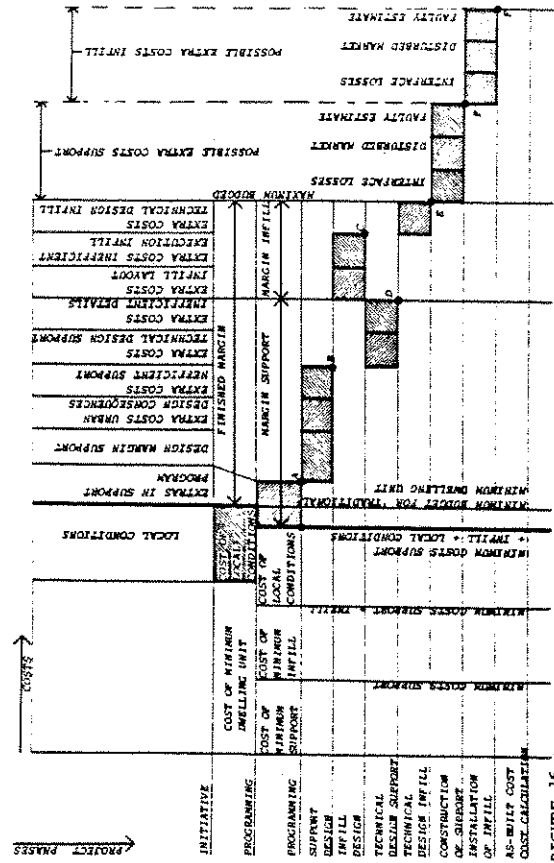 PROJECT PHASES
COSTS
INITIATIVE
PROGRAMMING
PROGRAMMING
SUPPORT
DESIGN
INFILL
DESIGN
TECHNICAL
DESIGN SUPPORT
TECHNICAL
DESIGN INFILL
CONSTRUCTION
OF SUPPORT
INSTALLATION
OF INFILL
AS-BUILT COST
COST CALCULATION
COST OF MINIMUM
DWELLING UNIT
COST OF
MINIMUM
SUPPORT
COST OF
MINIMUM
INFILL
COST OF
LOCAL
CONDITIONS
COST OF
LOCAL
CONDITIONS
MINIMUM COSTS SUPPORT
MINIMUM COSTS SUPPORT + INFILL
MINIMUM COSTS SUPPORT
+ INFILL + LOCAL CONDITIONS
MINIMUM BUDGET FOR 'TRADITIONAL'
MINIMUM DWELLING UNIT
LOCAL CONDITIONS
EXTRAS IN SUPPORT
PROGRAM
DESIGN MARGIN SUPPORT
EXTRA COSTS URBAN
DESIGN CONSEQUENCES
EXTRA COSTS
INEFFICIENT SUPPORT
EXTRA COSTS
TECHNICAL DESIGN SUPPORT
EXTRA COSTS
INEFFICIENT DETAILS
EXTRA COSTS
INFILL LAYOUT
EXTRA COSTS INEFFICIENT
EXECUTION INFILL
EXTRA COSTS
TECHNICAL DESIGN INFILL
FINISHED MARGIN
MARGIN SUPPORT
MARGIN INFILL
MAXIMUM BUDGET
A
B
C
D
E
F
F
POSSIBLE EXTRA COSTS SUPPORT
INTERFACE LOSSES
DISTURBED MARKET
FAULTY ESTIMATE
POSSIBLE EXTRA COSTS INFILL
INTERFACE LOSSES
DISTURBED MARKET
FAULTY ESTIMATE